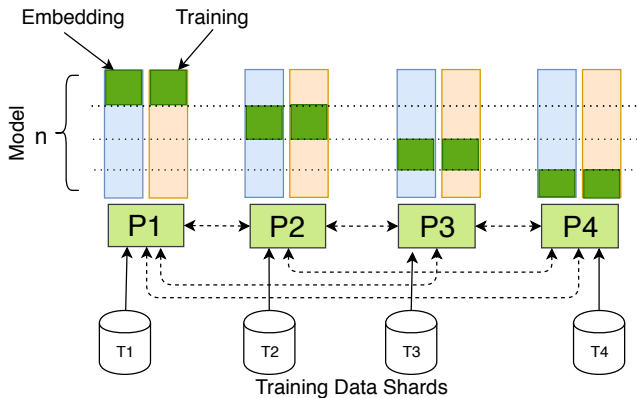 Embedding
Training
Model
n
P1
P2
P3
P4
T1
T2
T3
T4
Training Data Shards